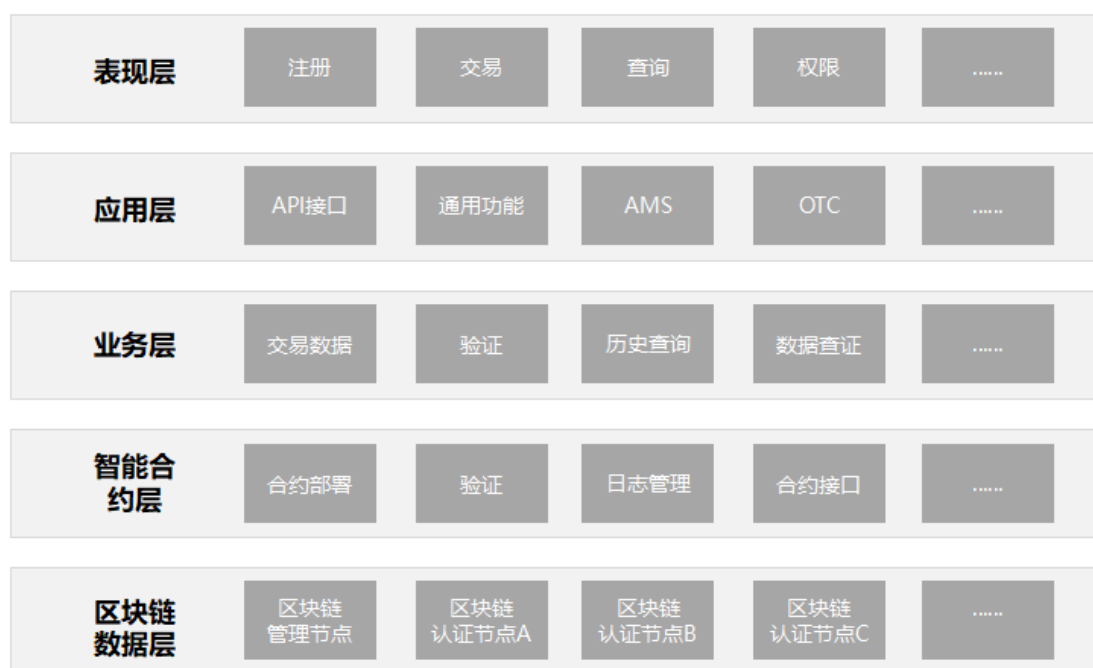 表现层
注册
交易
查询
权限
……
应用层
API接口
通用功能
AMS
OTC
……
业务层
交易数据
验证
历史查询
数据查证
……
智能合
约层
合约部署
验证
日志管理
合约接口
……
区块链
数据层
区块链
管理节点
区块链
认证节点A
区块链
认证节点B
区块链
认证节点C
……